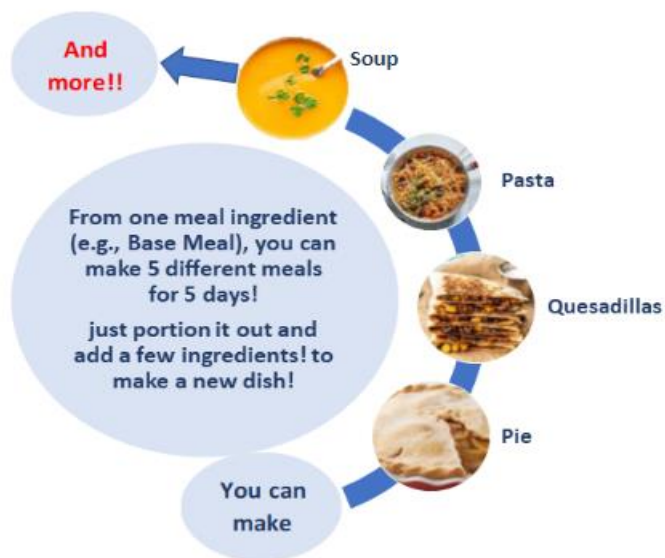 And
more!!
Soup
Pasta
From one meal ingredient
(e.g., Base Meal), you can
make 5 different meals
for 5 days!
just portion it out and
add a few ingredients! to
make a new dish!
Quesadillas
Pie
You can
make